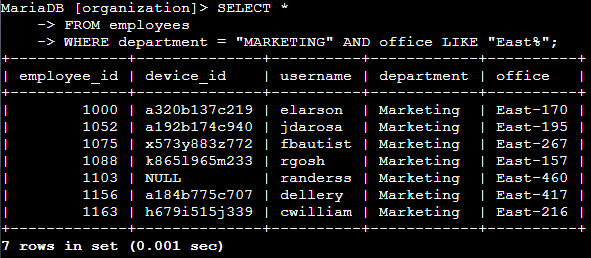 MariaDB [organization]> SELECT *
    -> FROM employees
    -> WHERE department = "MARKETING" AND office LIKE "East%";
+-------------+--------------+----------+------------+----------+
| employee_id | device_id    | username | department | office   |
+-------------+--------------+----------+------------+----------+
|        1000 | a320b137c219 | elarson  | Marketing  | East-170 |
|        1052 | a192b174c940 | jdarosa  | Marketing  | East-195 |
|        1075 | x573y883z772 | fbautist | Marketing  | East-267 |
|        1088 | k865l965m233 | rgosh    | Marketing  | East-157 |
|        1103 | NULL         | randerss | Marketing  | East-460 |
|        1156 | a184b775c707 | dellery  | Marketing  | East-417 |
|        1163 | h679i515j339 | cwilliam | Marketing  | East-216 |
+-------------+--------------+----------+------------+----------+
7 rows in set (0.001 sec)